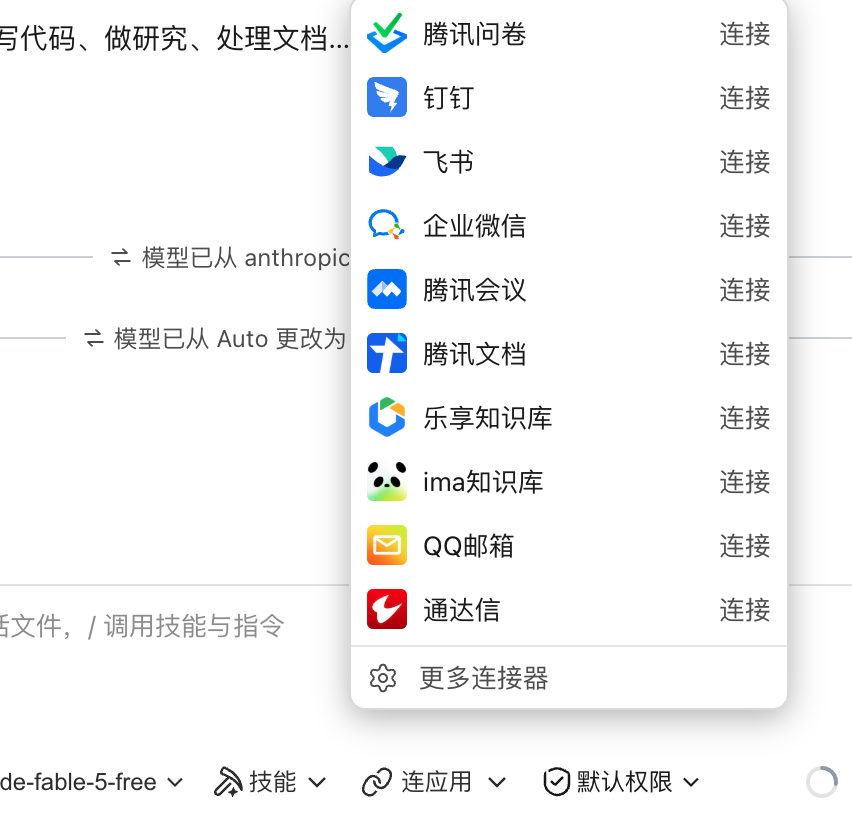 写代码、做研究、处理文档...
腾讯问卷 连接
钉钉 连接
飞书 连接
企业微信 连接
模型已从 anthropic
腾讯会议 连接
模型已从 Auto 更改为
腾讯文档 连接
乐享知识库 连接
ima知识库 连接
QQ邮箱 连接
通达信 连接
文件，/ 调用技能与指令
更多连接器
de-fable-5-free 技能 连应用 默认权限